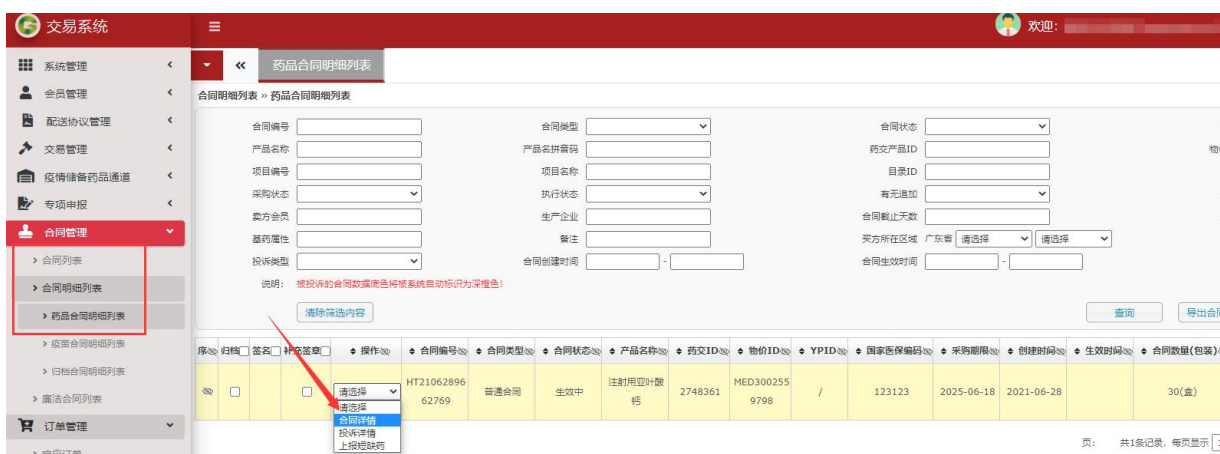 交易系统
欢迎:
系统管理
会员管理
配送协议管理
交易管理
疫情储备药品通道
专项申报
合同管理
合同列表
合同明细列表
药品合同明细列表
疫苗合同明细列表
归档合同明细列表
廉洁合同列表
订单管理
药品合同明细列表
合同明细列表 » 药品合同明细列表
合同编号 合同类型 合同状态
产品名称 产品名拼音码 药交产品ID
项目编号 项目名称 目录ID
采购状态 执行状态 有无追加
卖方会员 生产企业 合同截止天数
基药属性 备注 买方所在区域 广东省 请选择 请选择
投诉类型 合同创建时间 - 合同生效时间 -
说明: 被投诉的合同数据底色将被系统自动标识为深橙色!
清除筛选内容 查询 导出合同
序 归档 签名 补充签章 操作 合同编号 合同类型 合同状态 产品名称 药交ID 物价ID YPID 国家医保编码 采购期限 创建时间 生效时间 合同数量(包装)
请选择 HT2106289662769 普通合同 生效中 注射用亚叶酸钙 2748361 MED3002559798 / 123123 2025-06-18 2021-06-28 30(盒)
请选择
合同详情
投诉详情
上报短缺药
页: 共1条记录, 每页显示